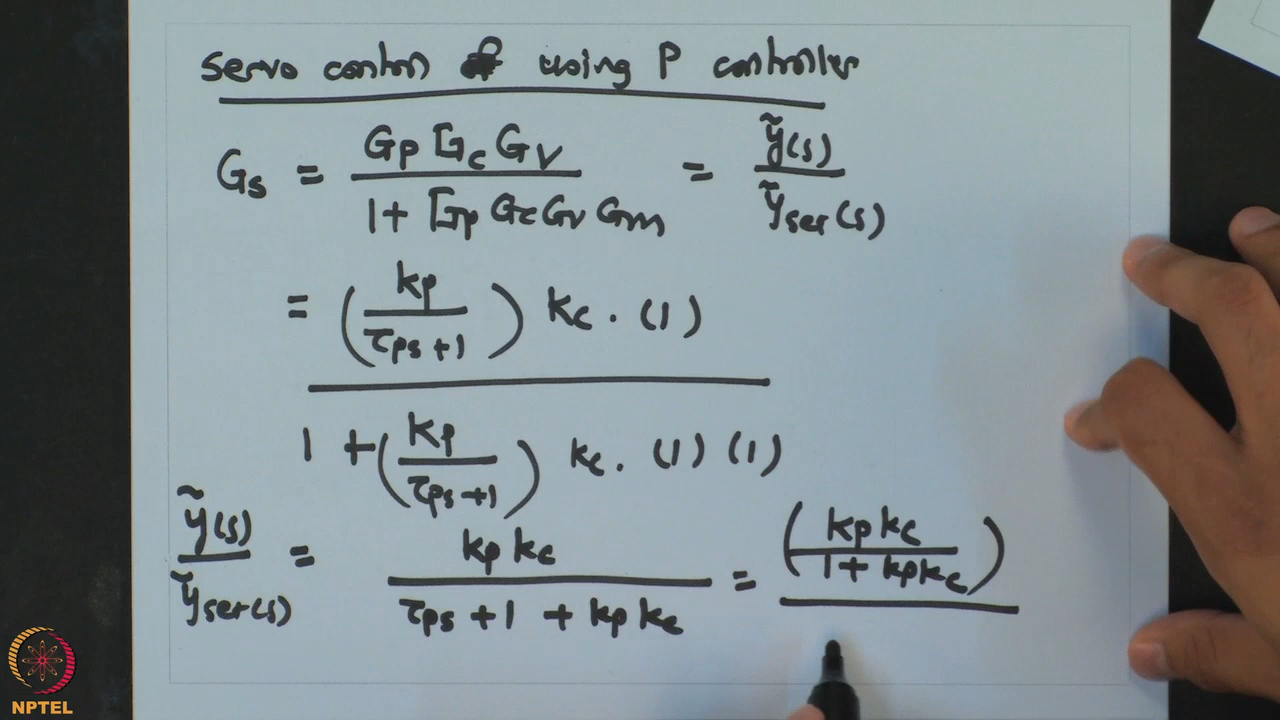 Servo control using P controller
Gs = Gp Gc Gv / 1 + Gp Gc Gv Gm = ỹ(s) / ỹset(s)
= (kp / τps+1) kc . (1)
1 + (kp / τps+1) kc . (1) (1)
ỹ(s) / ỹset(s) = kp kc / τps + 1 + kp kc = (kp kc / 1 + kp kc)
NPTEL